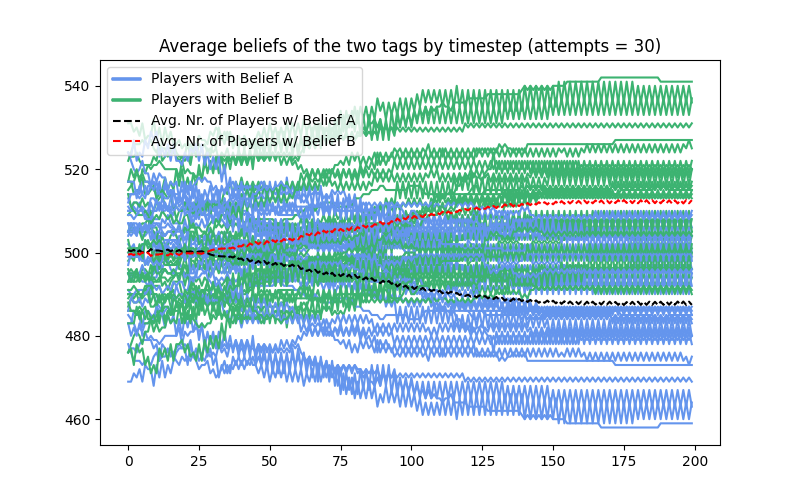 Average beliefs of the two tags by timestep (attempts = 30)
Players with Belief A
Players with Belief B
Avg. Nr. of Players w/ Belief A
Avg. Nr. of Players w/ Belief B
540
520
500
480
460
0 25 50 75 100 125 150 175 200